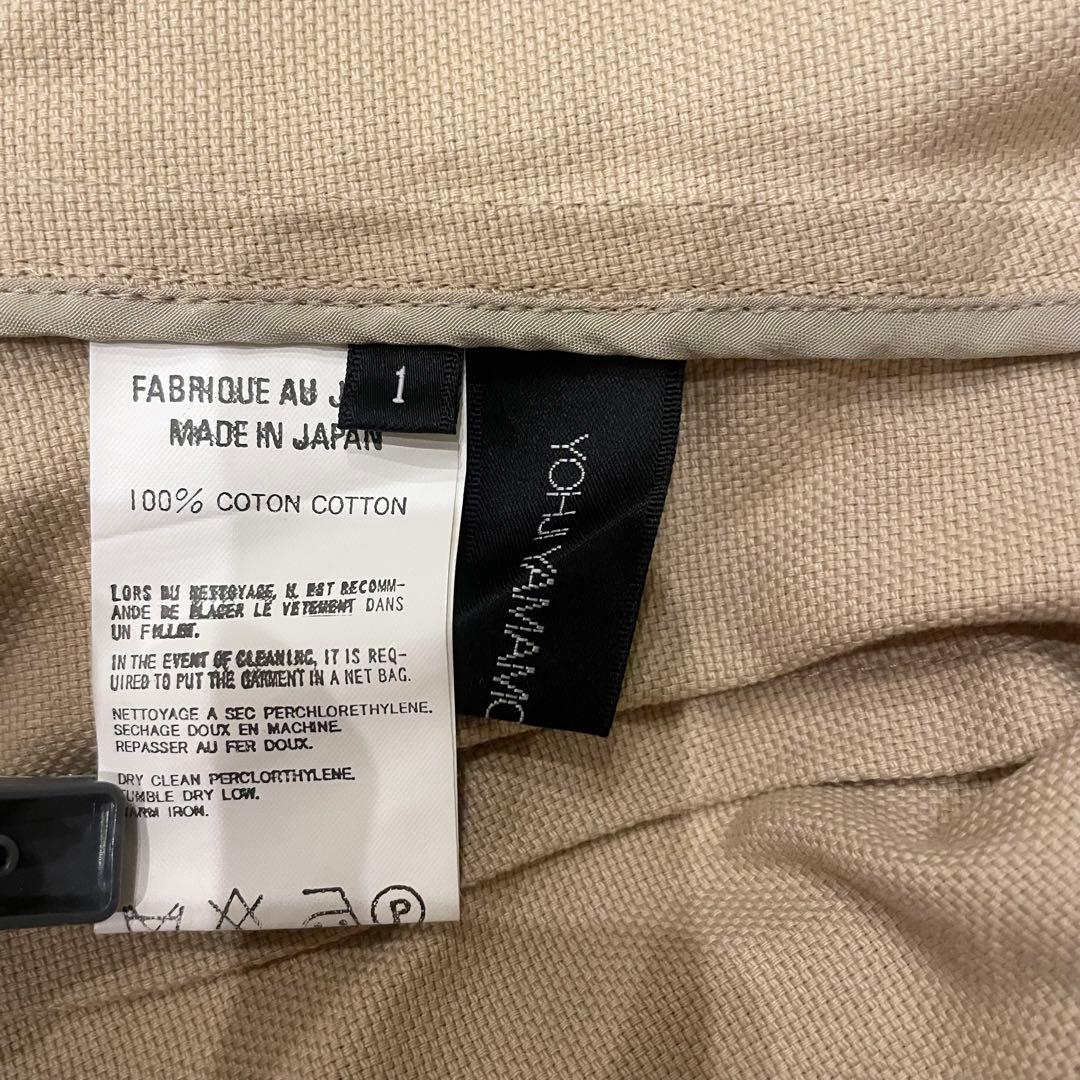 FABRIQUE AU J
1
MADE IN JAPAN
100% COTON COTTON
LORS DU NETTOYAGE, IL EST RECOMM-
ANDE DE PLACER LE VETEMENT DANS
UN FILLET.
IN THE EVENT OF CLEANING, IT IS REQ-
UIRED TO PUT THE GARMENT IN A NET BAG.
NETTOYAGE A SEC PERCHLORETHYLENE.
SECHAGE DOUX EN MACHINE.
REPASSER AU FER DOUX.
DRY CLEAN PERCLORTHYLENE.
TUMBLE DRY LOW.
WARM IRON.
P
YOHJI YAMAMO